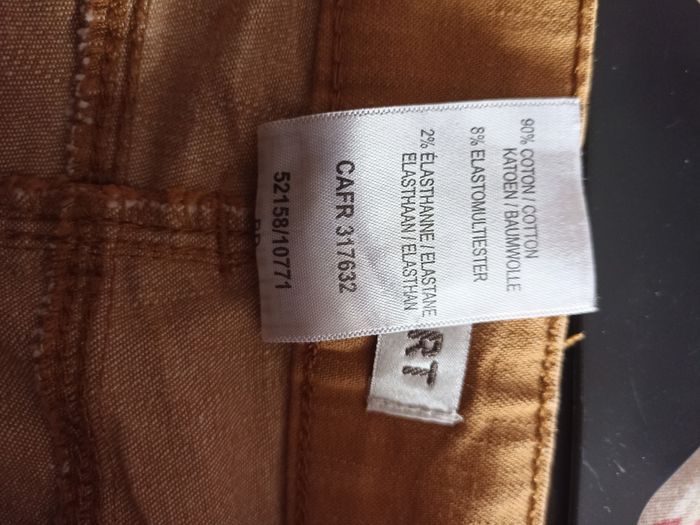 90% COTON / COTTON
KATOEN / BAUMWOLLE
8% ELASTOMULTIESTER
2% ÉLASTHANNE / ELASTANE
ELASTHAAN / ELASTHAN
CAFR 317632
52158/10771
RT